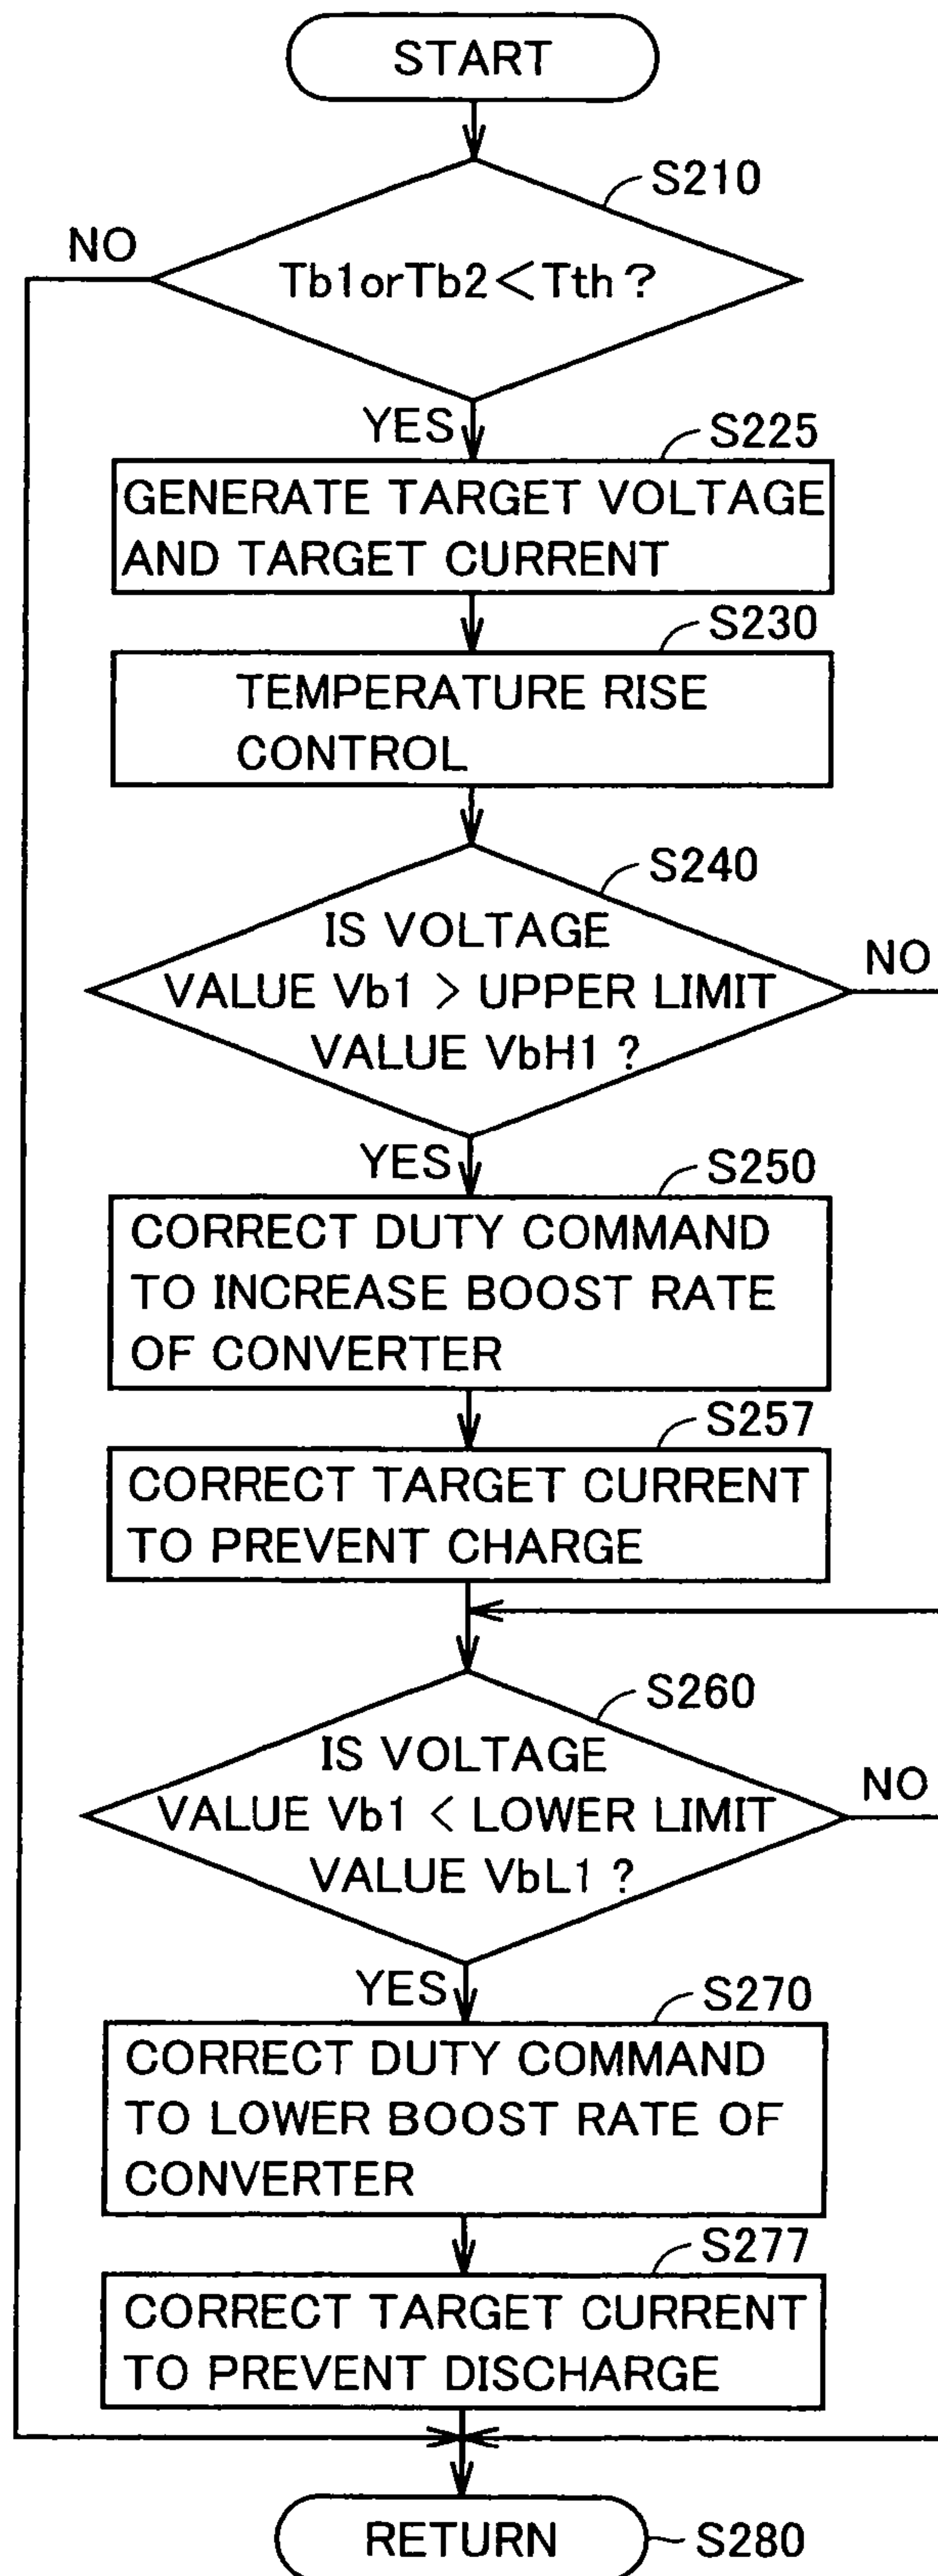 START
S210
NO
Tb1orTb2<Tth?
YES
S225
GENERATE TARGET VOLTAGE
AND TARGET CURRENT
S230
TEMPERATURE RISE
CONTROL
S240
IS VOLTAGE
VALUE Vb1 > UPPER LIMIT
VALUE VbH1 ?
NO
YES
S250
CORRECT DUTY COMMAND
TO INCREASE BOOST RATE
OF CONVERTER
S257
CORRECT TARGET CURRENT
TO PREVENT CHARGE
S260
IS VOLTAGE
VALUE Vb1 < LOWER LIMIT
VALUE VbL1 ?
NO
YES
S270
CORRECT DUTY COMMAND
TO LOWER BOOST RATE OF
CONVERTER
S277
CORRECT TARGET CURRENT
TO PREVENT DISCHARGE
RETURN
S280